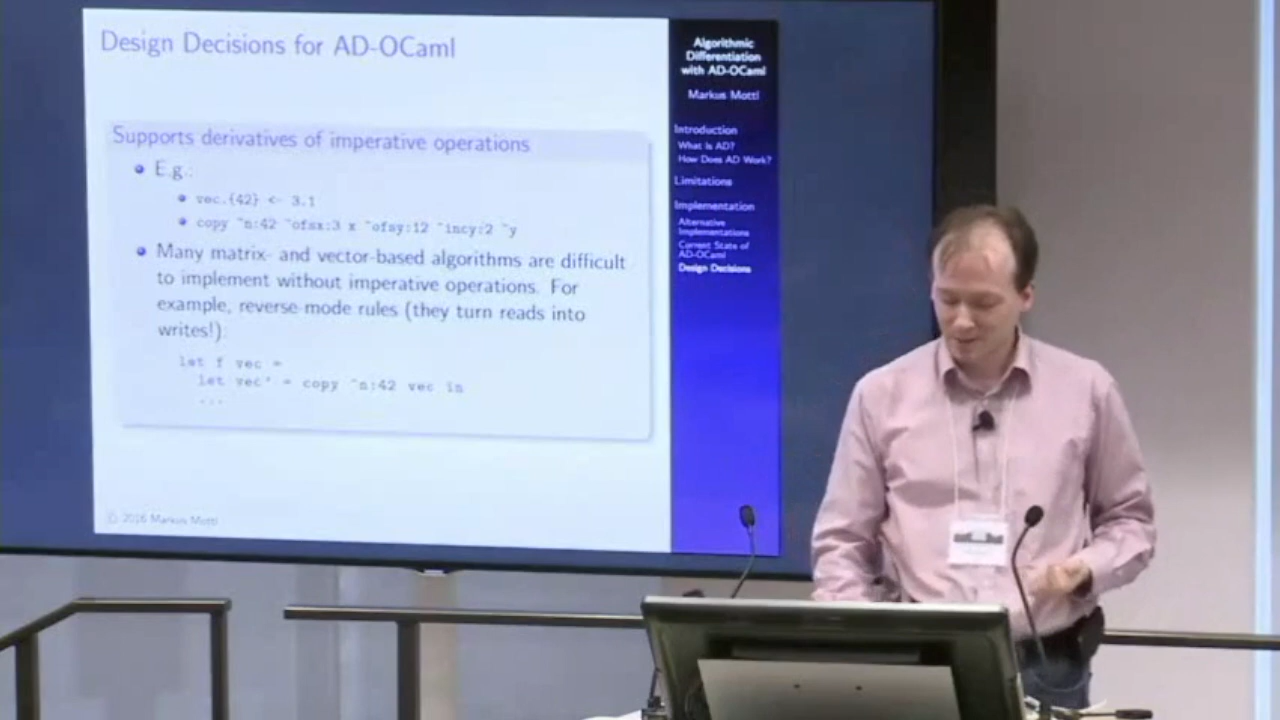 Design Decisions for AD-OCaml
Supports derivatives of imperative operations
E.g.:
vec.{42} <- 3.1
copy ~n:42 ~ofsx:3 x ~ofsy:12 ~incy:2 ~y
Many matrix- and vector-based algorithms are difficult
to implement without imperative operations. For
example, reverse mode rules (they turn reads into
writes!):
let f vec =
let vec' = copy ~n:42 vec in
...
© 2016 Markus Mottl
Algorithmic
Differentiation
with AD-OCaml
Markus Mottl
Introduction
What Is AD?
How Does AD Work?
Limitations
Implementation
Alternative
Implementations
Current State of
AD-OCaml
Design Decisions